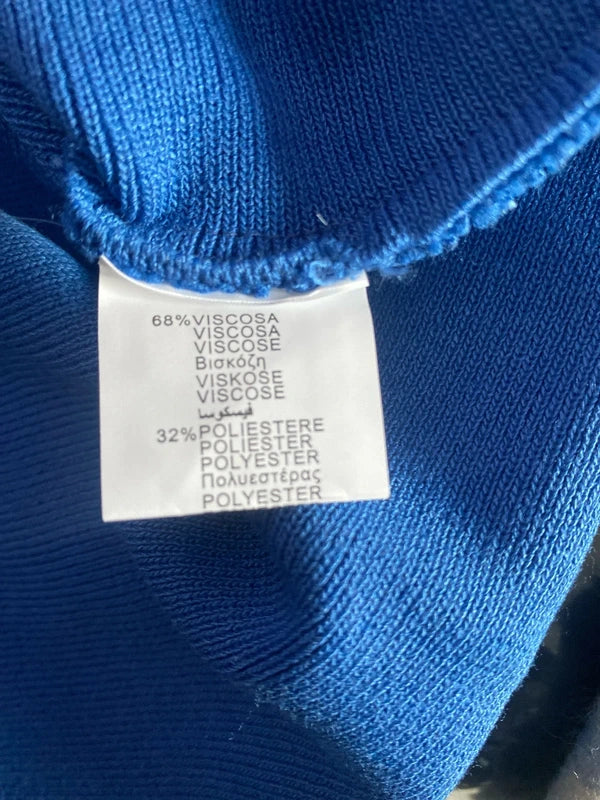 68% VISCOSA
VISCOSA
VISCOSE
Βισκόζη
VISKOSE
VISCOSE
فيسكوسا
32% POLIESTERE
POLIESTER
POLYESTER
Πολυεστέρας
POLYESTER